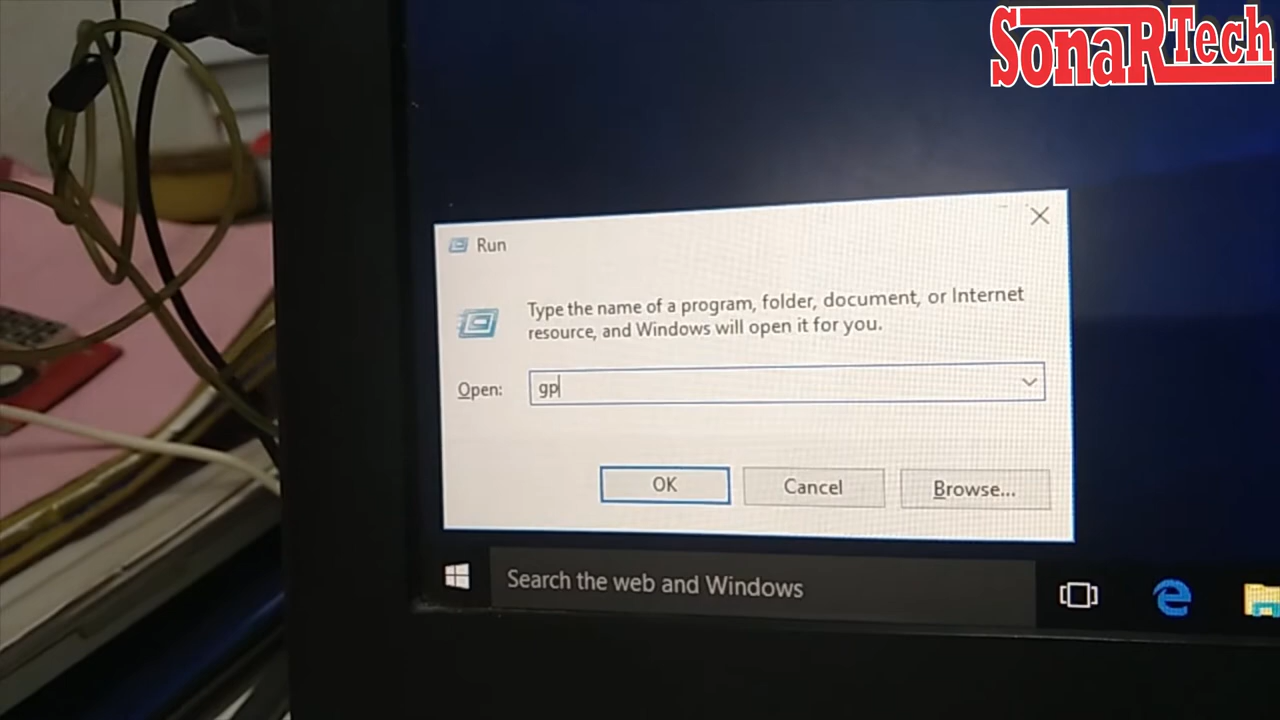 SonaRTech
Run
Type the name of a program, folder, document, or Internet
resource, and Windows will open it for you.
Open:
gp
OK
Cancel
Browse...
Search the web and Windows